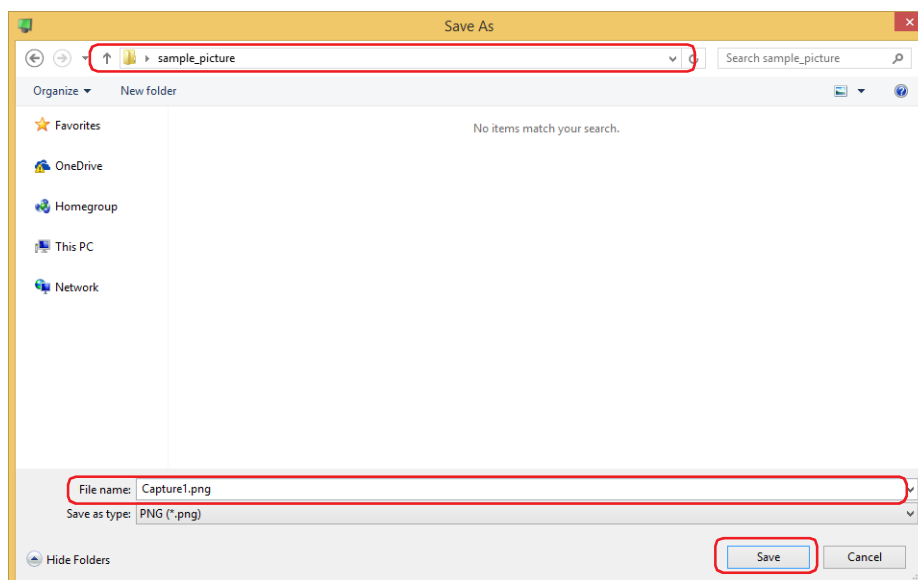 Save As
sample_picture
Search sample_picture
Organize
New folder
Favorites
No items match your search.
OneDrive
Homegroup
This PC
Network
File name: Capture1.png
Save as type: PNG (*.png)
Hide Folders
Save
Cancel